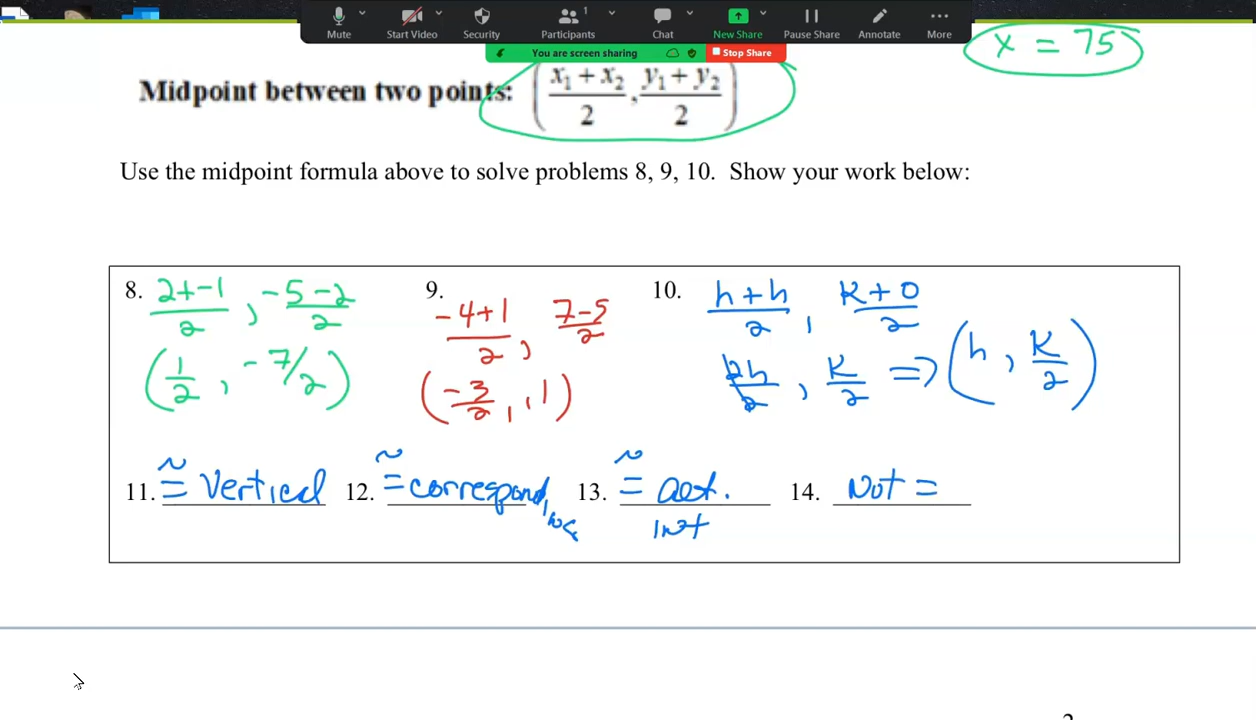 Mute Start Video Security Participants 1 Chat New Share Pause Share Annotate More
You are screen sharing Stop Share
x = 75
Midpoint between two points: ( (x₁ + x₂)/2 , (y₁ + y₂)/2 )
Use the midpoint formula above to solve problems 8, 9, 10. Show your work below:
8. (2+-1)/2 , (-5-2)/2
(1/2 , -7/2)
9. (-4+1)/2 , (7-5)/2
(-3/2 , 1)
10. (h+h)/2 , (k+0)/2
2h/2 , k/2 => (h , k/2)
11. ≅ Vertical 12. ≅ corresponding 13. ≅ 14. Not =
int
2